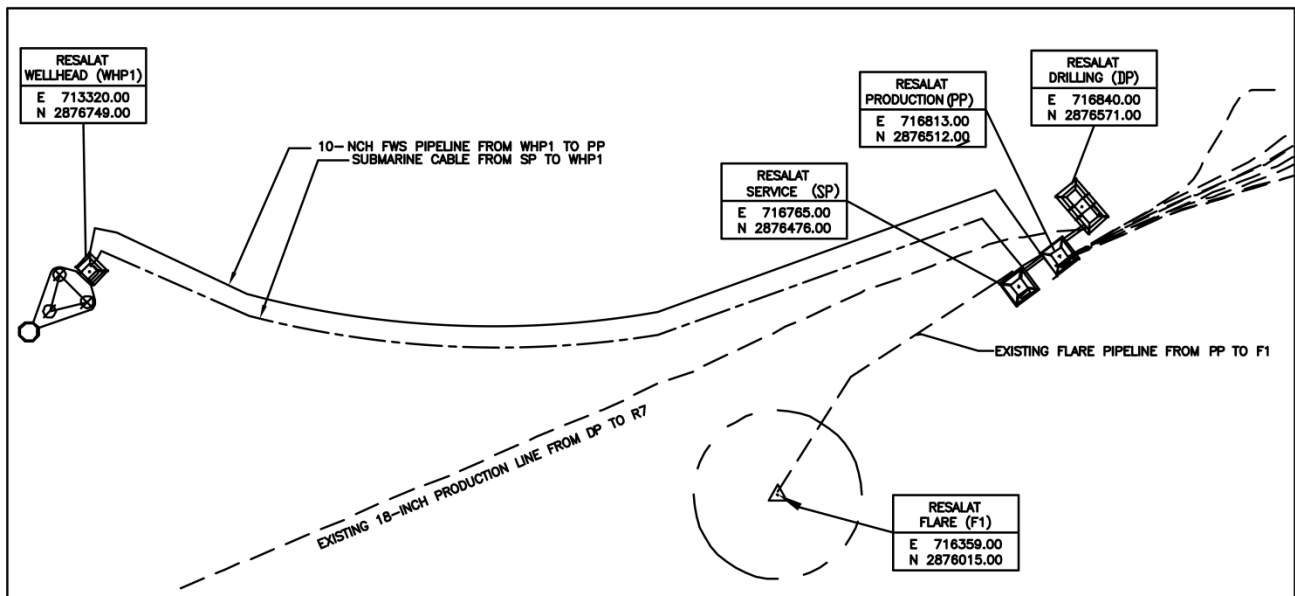 RESALAT
WELLHEAD (WHP1)
E 713320.00
N 2876749.00
10-NCH FWS PIPELINE FROM WHP1 TO PP
SUBMARINE CABLE FROM SP TO WHP1
RESALAT
PRODUCTION (PP)
E 716813.00
N 2876512.00
RESALAT
DRILLING (DP)
E 716840.00
N 2876571.00
RESALAT
SERVICE (SP)
E 716765.00
N 2876476.00
EXISTING FLARE PIPELINE FROM PP TO F1
EXISTING 18-INCH PRODUCTION LINE FROM DP TO R7
RESALAT
FLARE (F1)
E 716359.00
N 2876015.00